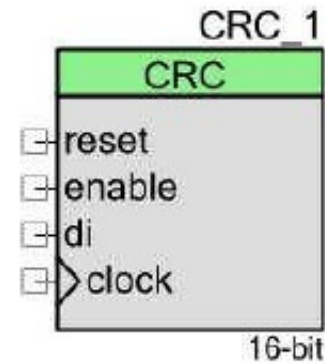 CRC_1
CRC
reset
enable
di
clock
16-bit